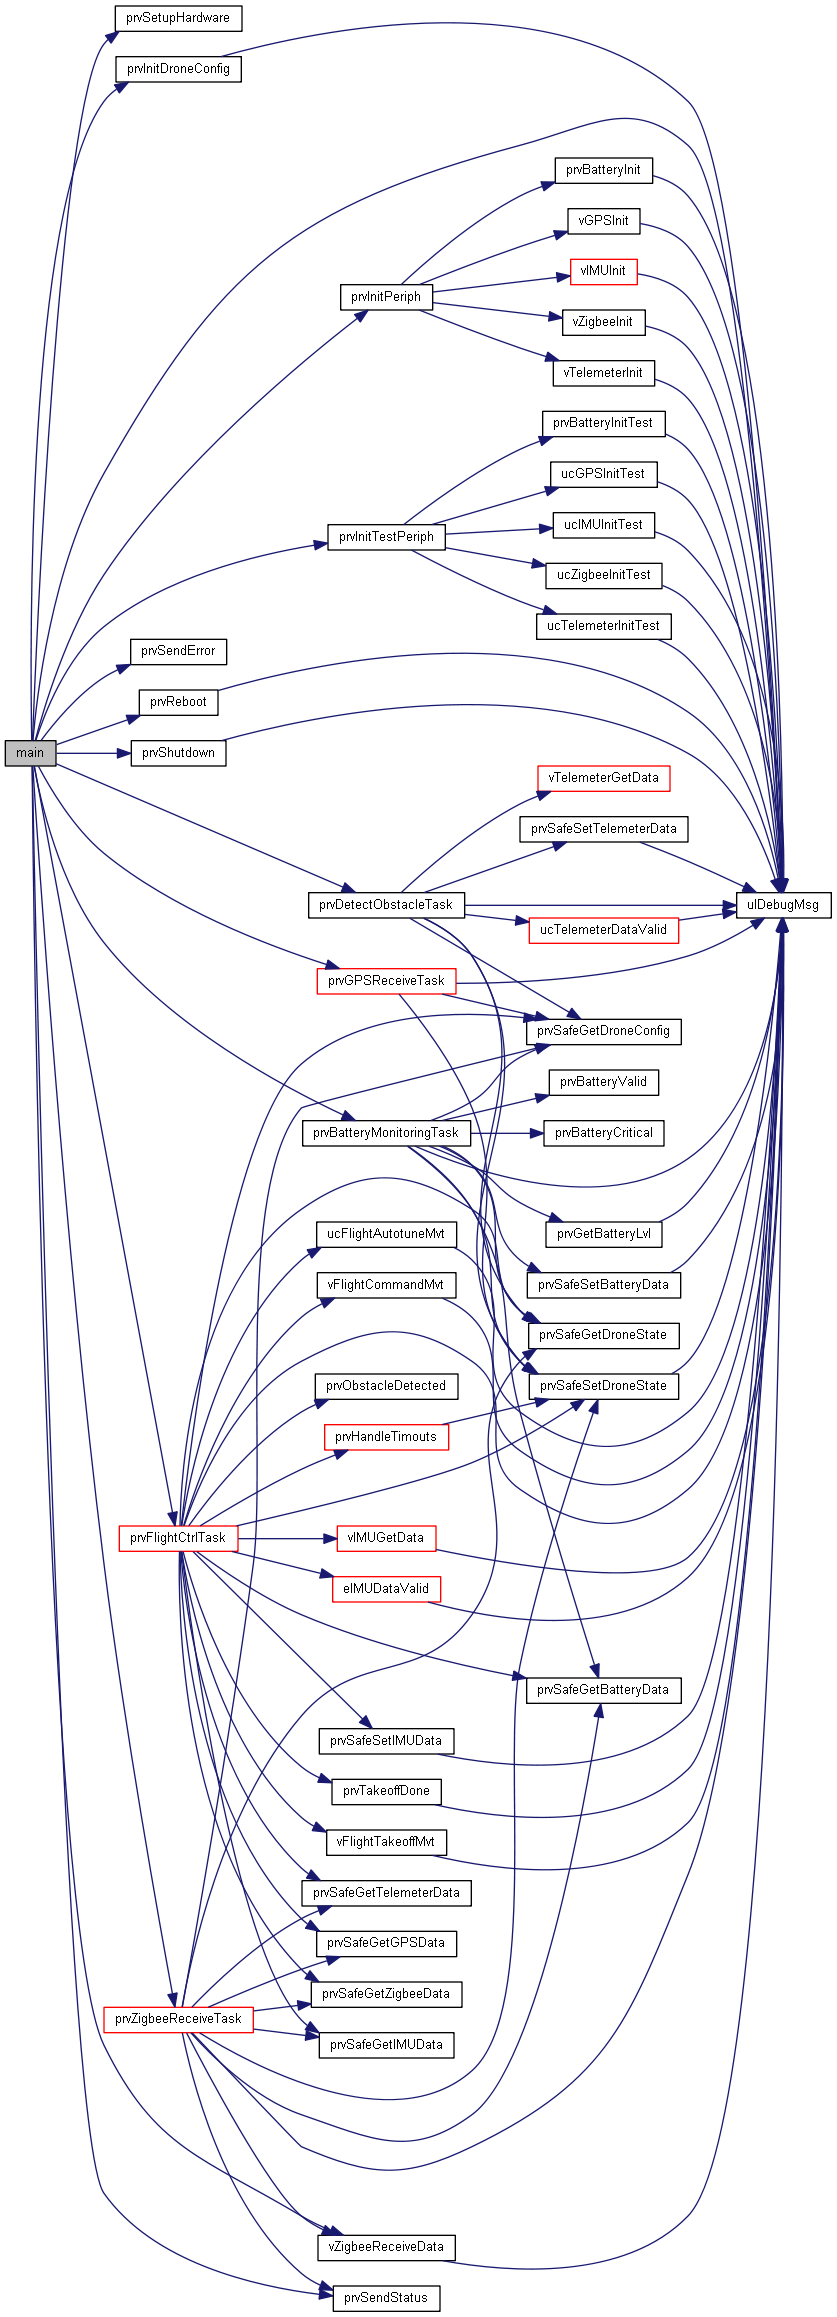 prvSetupHardware
prvInitDroneConfig
prvBatteryInit
vGPSInit
vIMUInit
prvInitPeriph
vZigbeeInit
vTelemeterInit
prvBatteryInitTest
ucGPSInitTest
ucIMUInitTest
prvInitTestPeriph
ucZigbeeInitTest
ucTelemeterInitTest
prvSendError
prvReboot
main
prvShutdown
vTelemeterGetData
prvSafeSetTelemeterData
prvDetectObstacleTask
ulDebugMsg
ucTelemeterDataValid
prvGPSReceiveTask
prvSafeGetDroneConfig
prvBatteryValid
prvBatteryMonitoringTask
prvBatteryCritical
ucFlightAutotuneMvt
prvGetBatteryLvl
vFlightCommandMvt
prvSafeSetBatteryData
prvSafeGetDroneState
prvObstacleDetected
prvSafeSetDroneState
prvHandleTimouts
prvFlightCtrlTask
vIMUGetData
eIMUDataValid
prvSafeGetBatteryData
prvSafeSetIMUData
prvTakeoffDone
vFlightTakeoffMvt
prvSafeGetTelemeterData
prvSafeGetGPSData
prvSafeGetZigbeeData
prvZigbeeReceiveTask
prvSafeGetIMUData
vZigbeeReceiveData
prvSendStatus